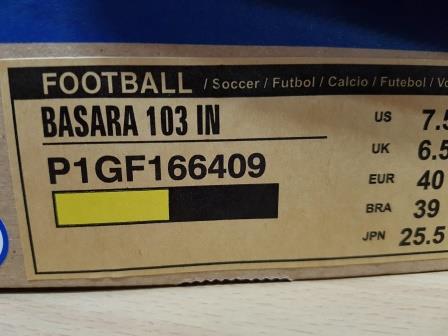 FOOTBALL / Soccer / Futbol / Calcio / Futebol /
BASARA 103 IN
P1GF166409
US 7.5
UK 6.5
EUR 40
BRA 39
JPN 25.5